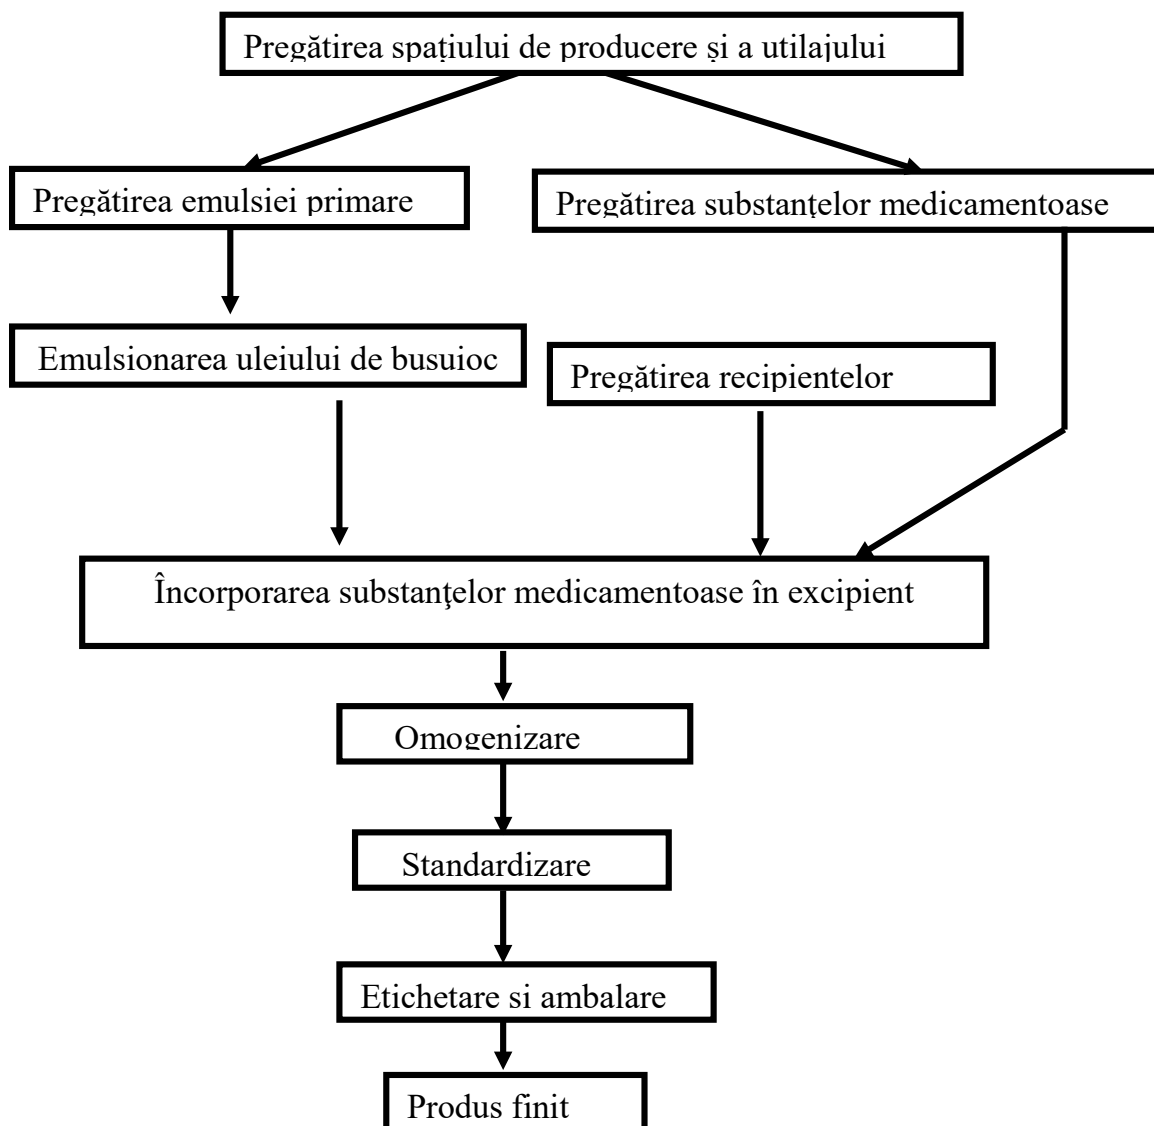 Pregătirea spațiului de producere și a utilajului
Pregătirea emulsiei primare
Pregătirea substanțelor medicamentoase
Emulsionarea uleiului de busuioc
Pregătirea recipientelor
Încorporarea substanţelor medicamentoase în excipient
Omogenizare
Standardizare
Etichetare si ambalare
Produs finit